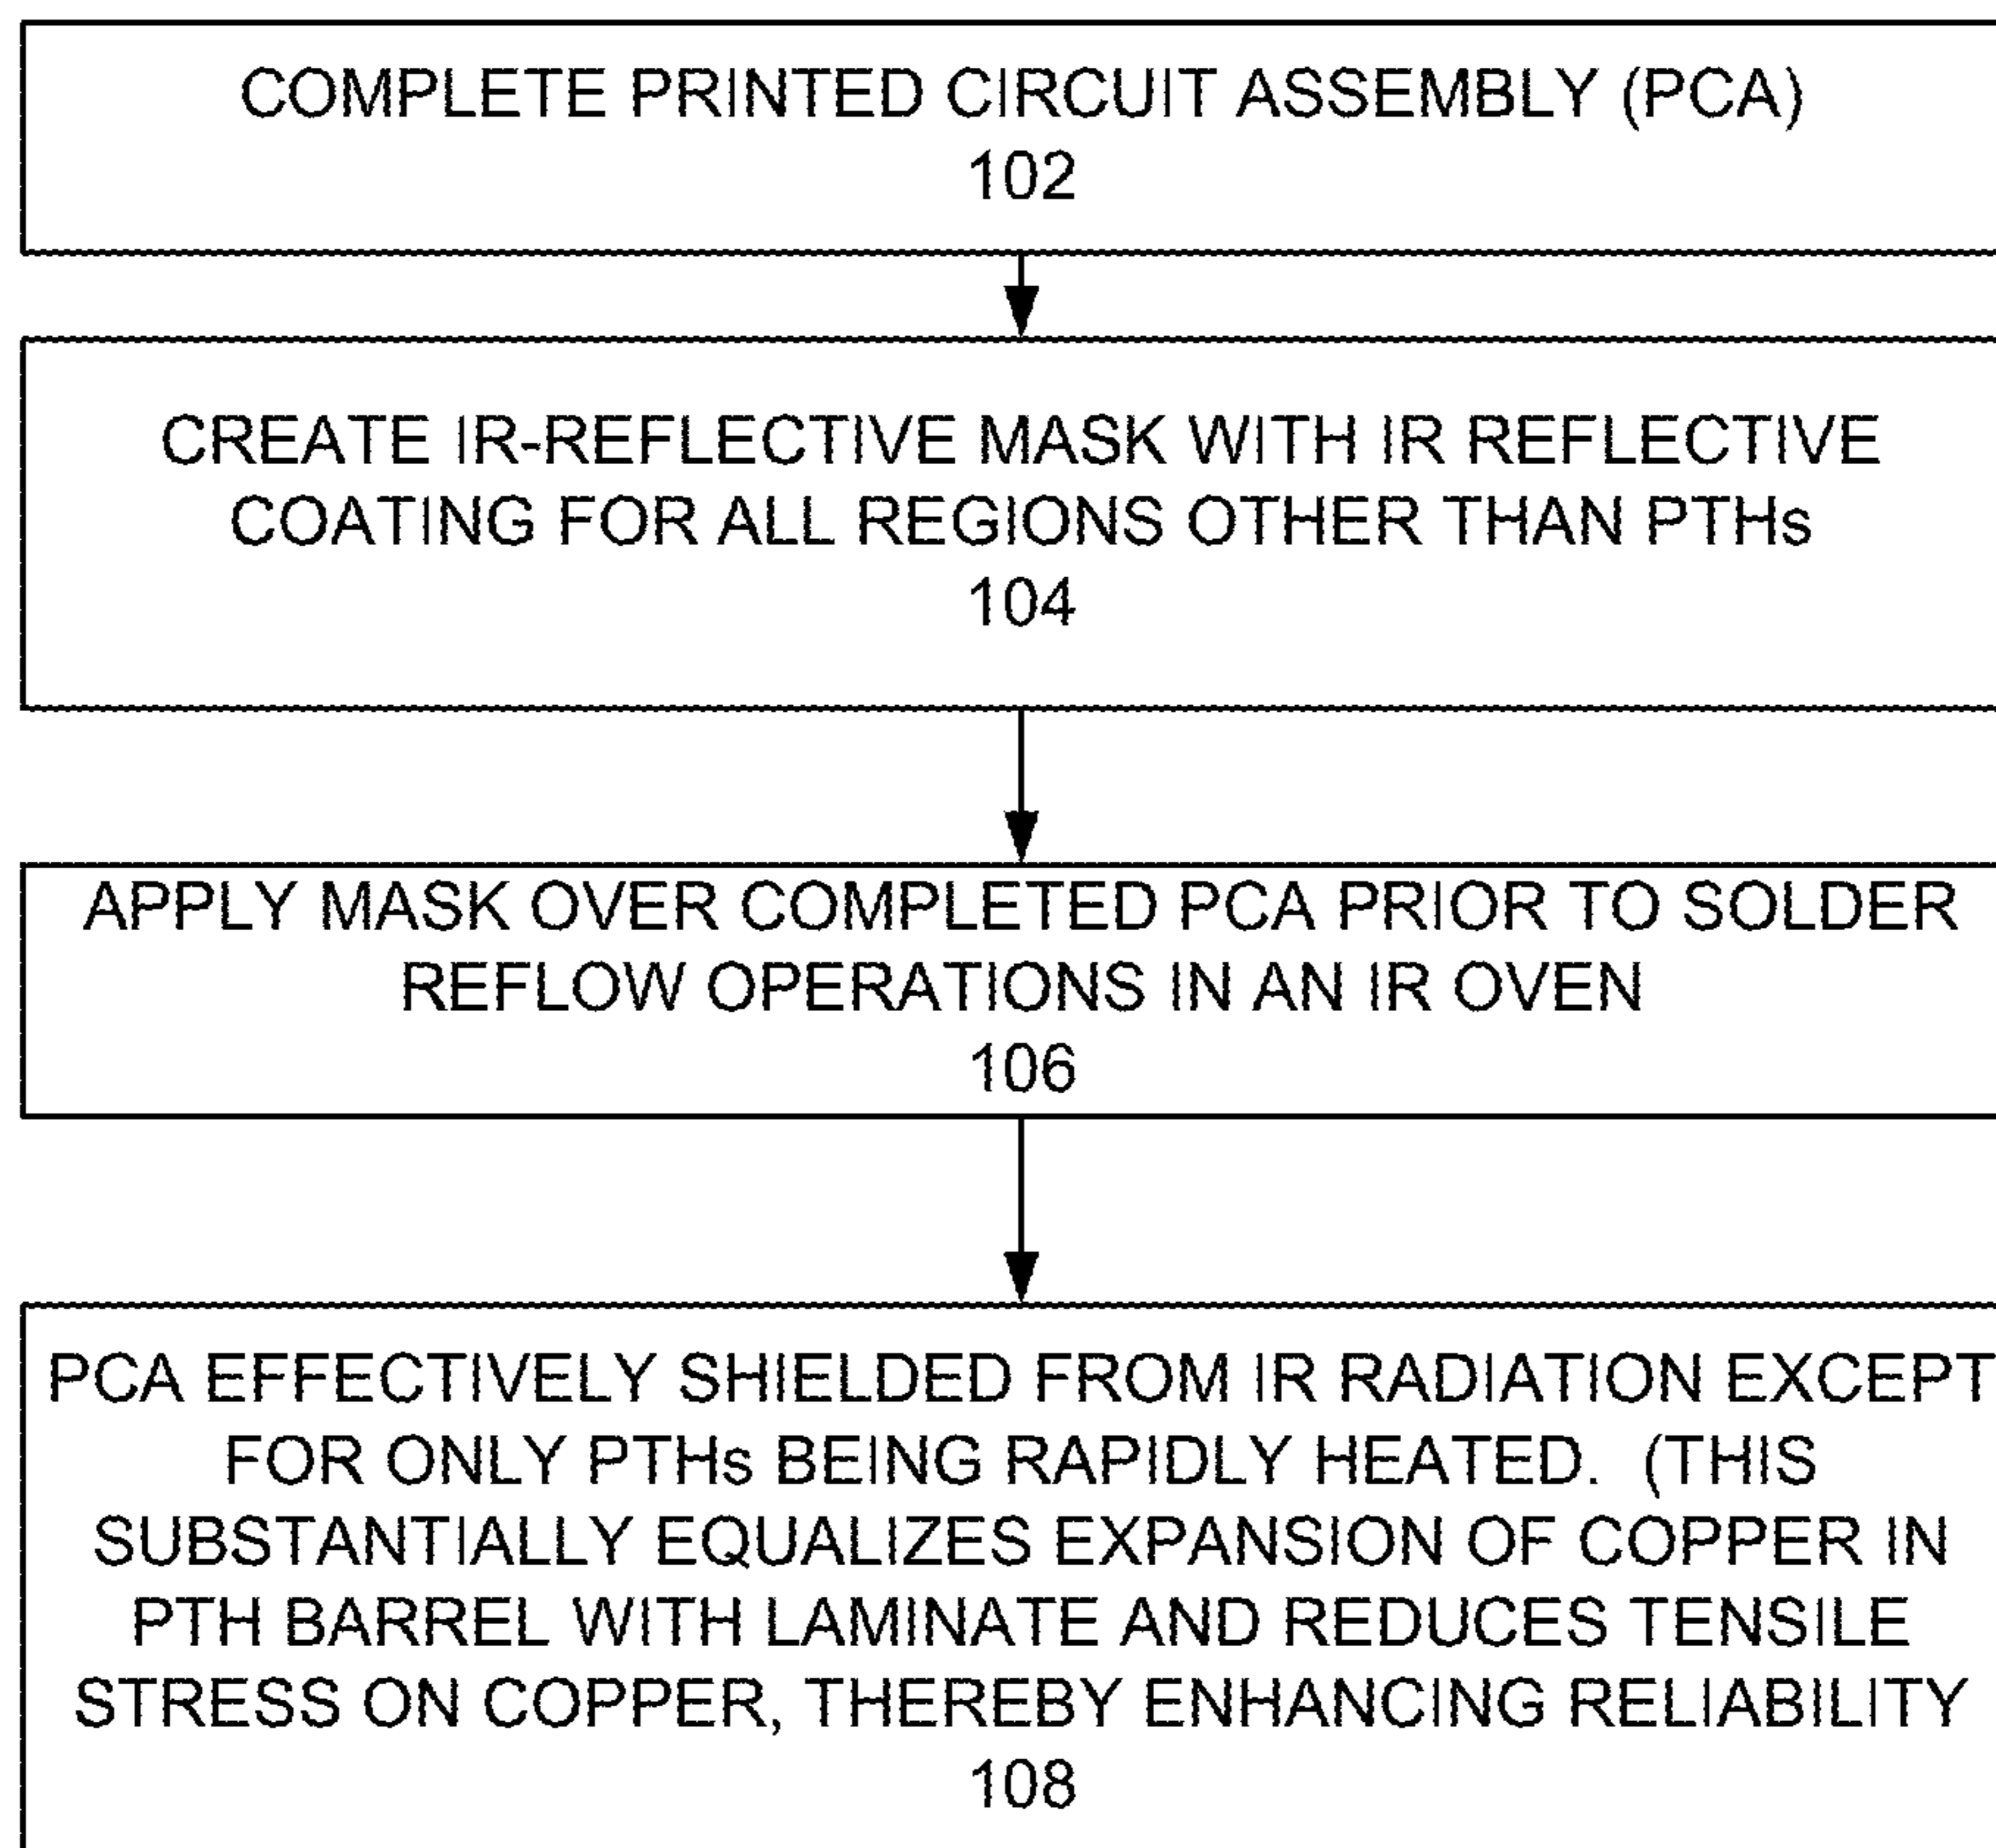 COMPLETE PRINTED CIRCUIT ASSEMBLY (PCA)
102
CREATE IR-REFLECTIVE MASK WITH IR REFLECTIVE
COATING FOR ALL REGIONS OTHER THAN PTHs
104
APPLY MASK OVER COMPLETED PCA PRIOR TO SOLDER
REFLOW OPERATIONS IN AN IR OVEN
106
PCA EFFECTIVELY SHIELDED FROM IR RADIATION EXCEPT
FOR ONLY PTHs BEING RAPIDLY HEATED. (THIS
SUBSTANTIALLY EQUALIZES EXPANSION OF COPPER IN
PTH BARREL WITH LAMINATE AND REDUCES TENSILE
STRESS ON COPPER, THEREBY ENHANCING RELIABILITY
108